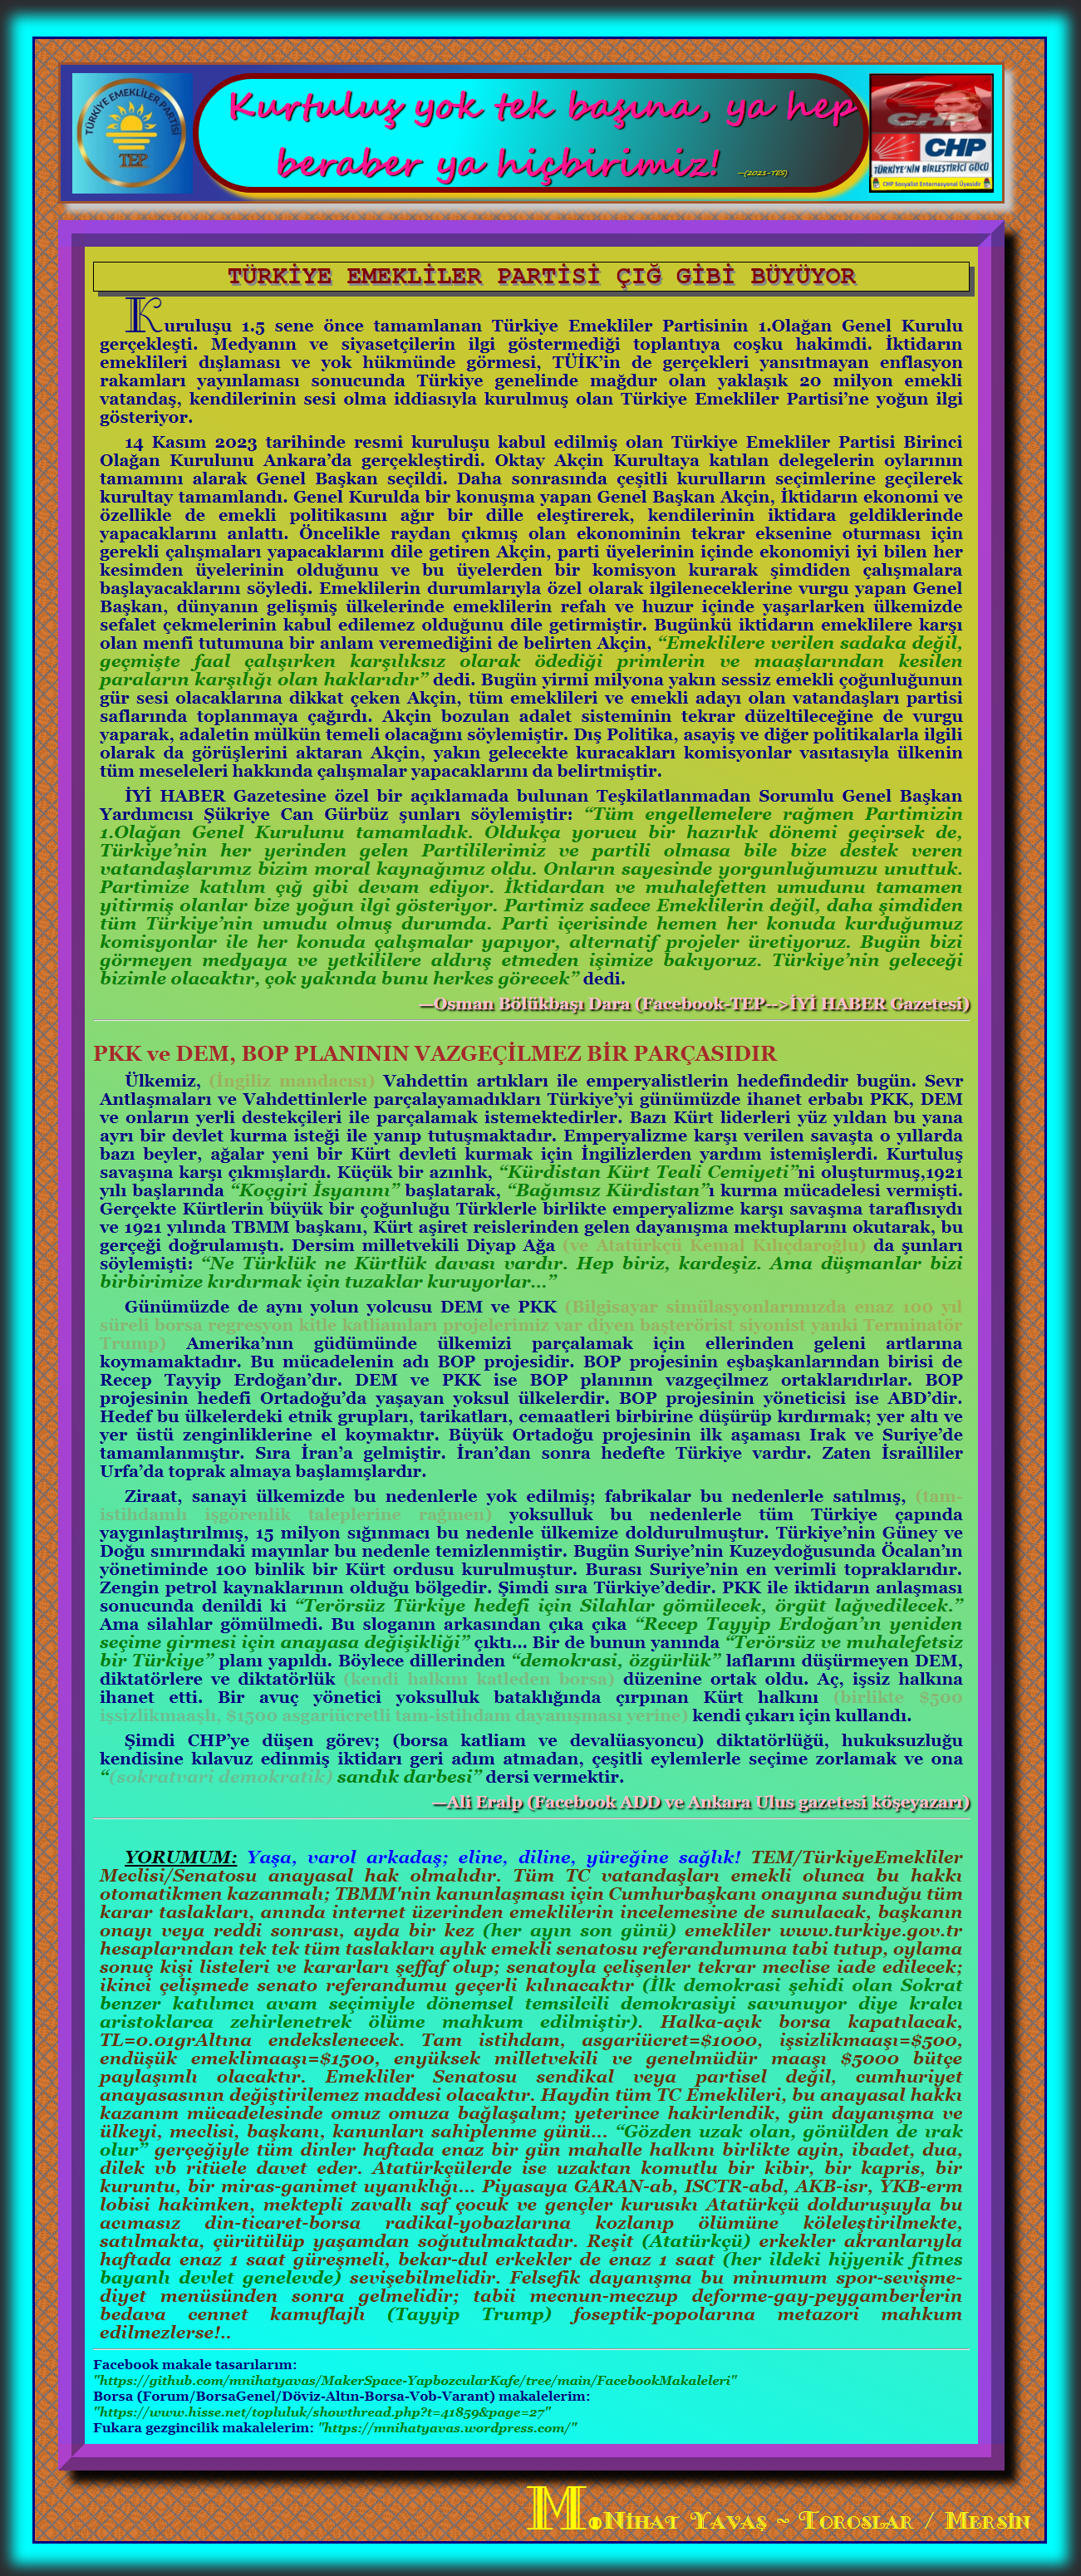 TÜRKİYE EMEKLİLER PARTİSİ
TEP
Kurtuluş yok tek başına, ya hep
beraber ya hiçbirimiz! —(2021-TES)
CHP
CHP
TÜRKİYE'NİN BİRLEŞTİRİCİ GÜCÜ
CHP Sosyalist Enternasyonal Üyesidir
TÜRKİYE EMEKLİLER PARTİSİ ÇIĞ GİBİ BÜYÜYOR
Kuruluşu 1.5 sene önce tamamlanan Türkiye Emekliler Partisinin 1.Olağan Genel Kurulu
gerçekleşti. Medyanın ve siyasetçilerin ilgi göstermediği toplantıya coşku hakimdi. İktidarın
emeklileri dışlaması ve yok hükmünde görmesi, TÜİK’in de gerçekleri yansıtmayan enflasyon
rakamları yayınlaması sonucunda Türkiye genelinde mağdur olan yaklaşık 20 milyon emekli
vatandaş, kendilerinin sesi olma iddiasıyla kurulmuş olan Türkiye Emekliler Partisi’ne yoğun ilgi
gösteriyor.
14 Kasım 2023 tarihinde resmi kuruluşu kabul edilmiş olan Türkiye Emekliler Partisi Birinci
Olağan Kurulunu Ankara’da gerçekleştirdi. Oktay Akçin Kurultaya katılan delegelerin oylarının
tamamını alarak Genel Başkan seçildi. Daha sonrasında çeşitli kurulların seçimlerine geçilerek
kurultay tamamlandı. Genel Kurulda bir konuşma yapan Genel Başkan Akçin, İktidarın ekonomi ve
özellikle de emekli politikasını ağır bir dille eleştirerek, kendilerinin iktidara geldiklerinde
yapacaklarını anlattı. Öncelikle raydan çıkmış olan ekonominin tekrar eksenine oturması için
gerekli çalışmaları yapacaklarını dile getiren Akçin, parti üyelerinin içinde ekonomiyi iyi bilen her
kesimden üyelerinin olduğunu ve bu üyelerden bir komisyon kurarak şimdiden çalışmalara
başlayacaklarını söyledi. Emeklilerin durumlarıyla özel olarak ilgileneceklerine vurgu yapan Genel
Başkan, dünyanın gelişmiş ülkelerinde emeklilerin refah ve huzur içinde yaşarlarken ülkemizde
sefalet çekmelerinin kabul edilemez olduğunu dile getirmiştir. Bugünkü iktidarın emeklilere karşı
olan menfi tutumuna bir anlam veremediğini de belirten Akçin, “Emeklilere verilen sadaka değil,
geçmişte faal çalışırken karşılıksız olarak ödediği primlerin ve maaşlarından kesilen
paraların karşılığı olan haklarıdır” dedi. Bugün yirmi milyona yakın sessiz emekli çoğunluğunun
gür sesi olacaklarına dikkat çeken Akçin, tüm emeklileri ve emekli adayı olan vatandaşları partisi
saflarında toplanmaya çağırdı. Akçin bozulan adalet sisteminin tekrar düzeltileceğine de vurgu
yaparak, adaletin mülkün temeli olacağını söylemiştir. Dış Politika, asayiş ve diğer politikalarla ilgili
olarak da görüşlerini aktaran Akçin, yakın gelecekte kuracakları komisyonlar vasıtasıyla ülkenin
tüm meseleleri hakkında çalışmalar yapacaklarını da belirtmiştir.
İYİ HABER Gazetesine özel bir açıklamada bulunan Teşkilatlanmadan Sorumlu Genel Başkan
Yardımcısı Şükriye Can Gürbüz şunları söylemiştir: “Tüm engellemelere rağmen Partimizin
1.Olağan Genel Kurulunu tamamladık. Oldukça yorucu bir hazırlık dönemi geçirsek de,
Türkiye’nin her yerinden gelen Partililerimiz ve partili olmasa bile bize destek veren
vatandaşlarımız bizim moral kaynağımız oldu. Onların sayesinde yorgunluğumuzu unuttuk.
Partimize katılım çığ gibi devam ediyor. İktidardan ve muhalefetten umudunu tamamen
yitirmiş olanlar bize yoğun ilgi gösteriyor. Partimiz sadece Emeklilerin değil, daha şimdiden
tüm Türkiye’nin umudu olmuş durumda. Parti içerisinde hemen her konuda kurduğumuz
komisyonlar ile her konuda çalışmalar yapıyor, alternatif projeler üretiyoruz. Bugün bizi
görmeyen medyaya ve yetkililere aldırış etmeden işimize bakıyoruz. Türkiye’nin geleceği
bizimle olacaktır, çok yakında bunu herkes görecek” dedi.
—Osman Bölükbaşı Dara (Facebook-TEP-->İYİ HABER Gazetesi)
PKK ve DEM, BOP PLANININ VAZGEÇİLMEZ BİR PARÇASIDIR
Ülkemiz, (İngiliz mandacısı) Vahdettin artıkları ile emperyalistlerin hedefindedir bugün. Sevr
Antlaşmaları ve Vahdettinlerle parçalayamadıkları Türkiye’yi günümüzde ihanet erbabı PKK, DEM
ve onların yerli destekçileri ile parçalamak istemektedirler. Bazı Kürt liderleri yüz yıldan bu yana
ayrı bir devlet kurma isteği ile yanıp tutuşmaktadır. Emperyalizme karşı verilen savaşta o yıllarda
bazı beyler, ağalar yeni bir Kürt devleti kurmak için İngilizlerden yardım istemişlerdi. Kurtuluş
savaşına karşı çıkmışlardı. Küçük bir azınlık, “Kürdistan Kürt Teali Cemiyeti”ni oluşturmuş,1921
yılı başlarında “Koçgiri İsyanını” başlatarak, “Bağımsız Kürdistan”ı kurma mücadelesi vermişti.
Gerçekte Kürtlerin büyük bir çoğunluğu Türklerle birlikte emperyalizme karşı savaşma taraflısıydı
ve 1921 yılında TBMM başkanı, Kürt aşiret reislerinden gelen dayanışma mektuplarını okutarak, bu
gerçeği doğrulamıştı. Dersim milletvekili Diyap Ağa (ve Atatürkçü Kemal Kılıçdaroğlu) da şunları
söylemişti: “Ne Türklük ne Kürtlük davası vardır. Hep biriz, kardeşiz. Ama düşmanlar bizi
birbirimize kırdırmak için tuzaklar kuruyorlar…”
Günümüzde de aynı yolun yolcusu DEM ve PKK (Bilgisayar simülasyonlarımızda enaz 100 yıl
süreli borsa regresyon kitle katliamları projelerimiz var diyen başterörist siyonist yanki Terminatör
Trump) Amerika’nın güdümünde ülkemizi parçalamak için ellerinden geleni artlarına
koymamaktadır. Bu mücadelenin adı BOP projesidir. BOP projesinin eşbaşkanlarından birisi de
Recep Tayyip Erdoğan’dır. DEM ve PKK ise BOP planının vazgeçilmez ortaklarıdırlar. BOP
projesinin hedefi Ortadoğu’da yaşayan yoksul ülkelerdir. BOP projesinin yöneticisi ise ABD’dir.
Hedef bu ülkelerdeki etnik grupları, tarikatları, cemaatleri birbirine düşürüp kırdırmak; yer altı ve
yer üstü zenginliklerine el koymaktır. Büyük Ortadoğu projesinin ilk aşaması Irak ve Suriye’de
tamamlanmıştır. Sıra İran’a gelmiştir. İran’dan sonra hedefte Türkiye vardır. Zaten İsrailliler
Urfa’da toprak almaya başlamışlardır.
Ziraat, sanayi ülkemizde bu nedenlerle yok edilmiş; fabrikalar bu nedenlerle satılmış, (tam-
istihdamlı işgörenlik taleplerine rağmen) yoksulluk bu nedenlerle tüm Türkiye çapında
yaygınlaştırılmış, 15 milyon sığınmacı bu nedenle ülkemize doldurulmuştur. Türkiye’nin Güney ve
Doğu sınırındaki mayınlar bu nedenle temizlenmiştir. Bugün Suriye’nin Kuzeydoğusunda Öcalan’ın
yönetiminde 100 binlik bir Kürt ordusu kurulmuştur. Burası Suriye’nin en verimli topraklarıdır.
Zengin petrol kaynaklarının olduğu bölgedir. Şimdi sıra Türkiye’dedir. PKK ile iktidarın anlaşması
sonucunda denildi ki “Terörsüz Türkiye hedefi için Silahlar gömülecek, örgüt lağvedilecek.”
Ama silahlar gömülmedi. Bu sloganın arkasından çıka çıka “Recep Tayyip Erdoğan’ın yeniden
seçime girmesi için anayasa değişikliği” çıktı… Bir de bunun yanında “Terörsüz ve muhalefetsiz
bir Türkiye” planı yapıldı. Böylece dillerinden “demokrasi, özgürlük” laflarını düşürmeyen DEM,
diktatörlere ve diktatörlük (kendi halkını katleden borsa) düzenine ortak oldu. Aç, işsiz halkına
ihanet etti. Bir avuç yönetici yoksulluk bataklığında çırpınan Kürt halkını (birlikte $500
işsizlikmaaşlı, $1500 asgariücretli tam-istihdam dayanışması yerine) kendi çıkarı için kullandı.
Şimdi CHP’ye düşen görev; (borsa katliam ve devalüasyoncu) diktatörlüğü, hukuksuzluğu
kendisine kılavuz edinmiş iktidarı geri adım atmadan, çeşitli eylemlerle seçime zorlamak ve ona
“(sokratvari demokratik) sandık darbesi” dersi vermektir.
—Ali Eralp (Facebook ADD ve Ankara Ulus gazetesi köşeyazarı)
YORUMUM: Yaşa, varol arkadaş; eline, diline, yüreğine sağlık! TEM/TürkiyeEmekliler
Meclisi/Senatosu anayasal hak olmalıdır. Tüm TC vatandaşları emekli olunca bu hakkı
otomatikmen kazanmalı; TBMM'nin kanunlaşması için Cumhurbaşkanı onayına sunduğu tüm
karar taslakları, anında internet üzerinden emeklilerin incelemesine de sunulacak, başkanın
onayı veya reddi sonrası, ayda bir kez (her ayın son günü) emekliler www.turkiye.gov.tr
hesaplarından tek tek tüm taslakları aylık emekli senatosu referandumuna tabi tutup, oylama
sonuç kişi listeleri ve kararları şeffaf olup; senatoyla çelişenler tekrar meclise iade edilecek;
ikinci çelişmede senato referandumu geçerli kılınacaktır (İlk demokrasi şehidi olan Sokrat
benzer katılımcı avam seçimiyle dönemsel temsilcili demokrasiyi savunuyor diye kralcı
aristoklarca zehirlenetrek ölüme mahkum edilmiştir). Halka-açık borsa kapatılacak,
TL=0.01grAltına endekslenecek. Tam istihdam, asgariücret=$1000, işsizlikmaaşı=$500,
endüşük emeklimaaşı=$1500, enyüksek milletvekili ve genelmüdür maaşı $5000 bütçe
paylaşımlı olacaktır. Emekliler Senatosu sendikal veya partisel değil, cumhuriyet
anayasasının değiştirilemez maddesi olacaktır. Haydin tüm TC Emeklileri, bu anayasal hakkı
kazanım mücadelesinde omuz omuza bağlaşalım; yeterince hakirlendik, gün dayanışma ve
ülkeyi, meclisi, başkanı, kanunları sahiplenme günü… “Gözden uzak olan, gönülden de ırak
olur” gerçeğiyle tüm dinler haftada enaz bir gün mahalle halkını birlikte ayin, ibadet, dua,
dilek vb ritüele davet eder. Atatürkçülerde ise uzaktan komutlu bir kibir, bir kapris, bir
kuruntu, bir miras-ganimet uyanıklığı… Piyasaya GARAN-ab, ISCTR-abd, AKB-isr, YKB-erm
lobisi hakimken, mektepli zavallı saf çocuk ve gençler kurusıkı Atatürkçü dolduruşuyla bu
acımasız din-ticaret-borsa radikal-yobazlarına kozlanıp ölümüne köleleştirilmekte,
satılmakta, çürütülüp yaşamdan soğutulmaktadır. Reşit (Atatürkçü) erkekler akranlarıyla
haftada enaz 1 saat güreşmeli, bekar-dul erkekler de enaz 1 saat (her ildeki hijyenik fitnes
bayanlı devlet genelevde) sevişebilmelidir. Felsefik dayanışma bu minumum spor-sevişme-
diyet menüsünden sonra gelmelidir; tabii mecnun-meczup deforme-gay-peygamberlerin
bedava cennet kamuflajlı (Tayyip Trump) foseptik-popolarına metazori mahkum
edilmezlerse!..
Facebook makale tasarılarım:
"https://github.com/mnihatyavas/MakerSpace-YapbozcularKafe/tree/main/FacebookMakaleleri"
Borsa (Forum/BorsaGenel/Döviz-Altın-Borsa-Vob-Varant) makalelerim:
"https://www.hisse.net/topluluk/showthread.php?t=41859&page=27"
Fukara gezgincilik makalelerim: "https://mnihatyavas.wordpress.com/"
M.Nihat Yavaş ~ Toroslar / Mersin